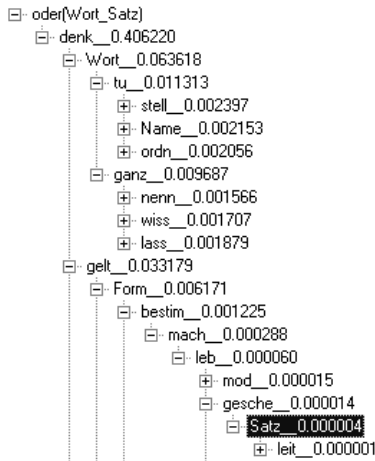 oder(Wort_Satz)
denk__0.406220
Wort__0.063618
tu__0.011313
stell__0.002397
Name__0.002153
ordn__0.002056
ganz__0.009687
nenn__0.001566
wiss__0.001707
lass__0.001879
gelt__0.033179
Form__0.006171
bestim__0.001225
mach__0.000288
leb__0.000060
mod__0.000015
gesche__0.000014
Satz__0.000004
leit__0.000001